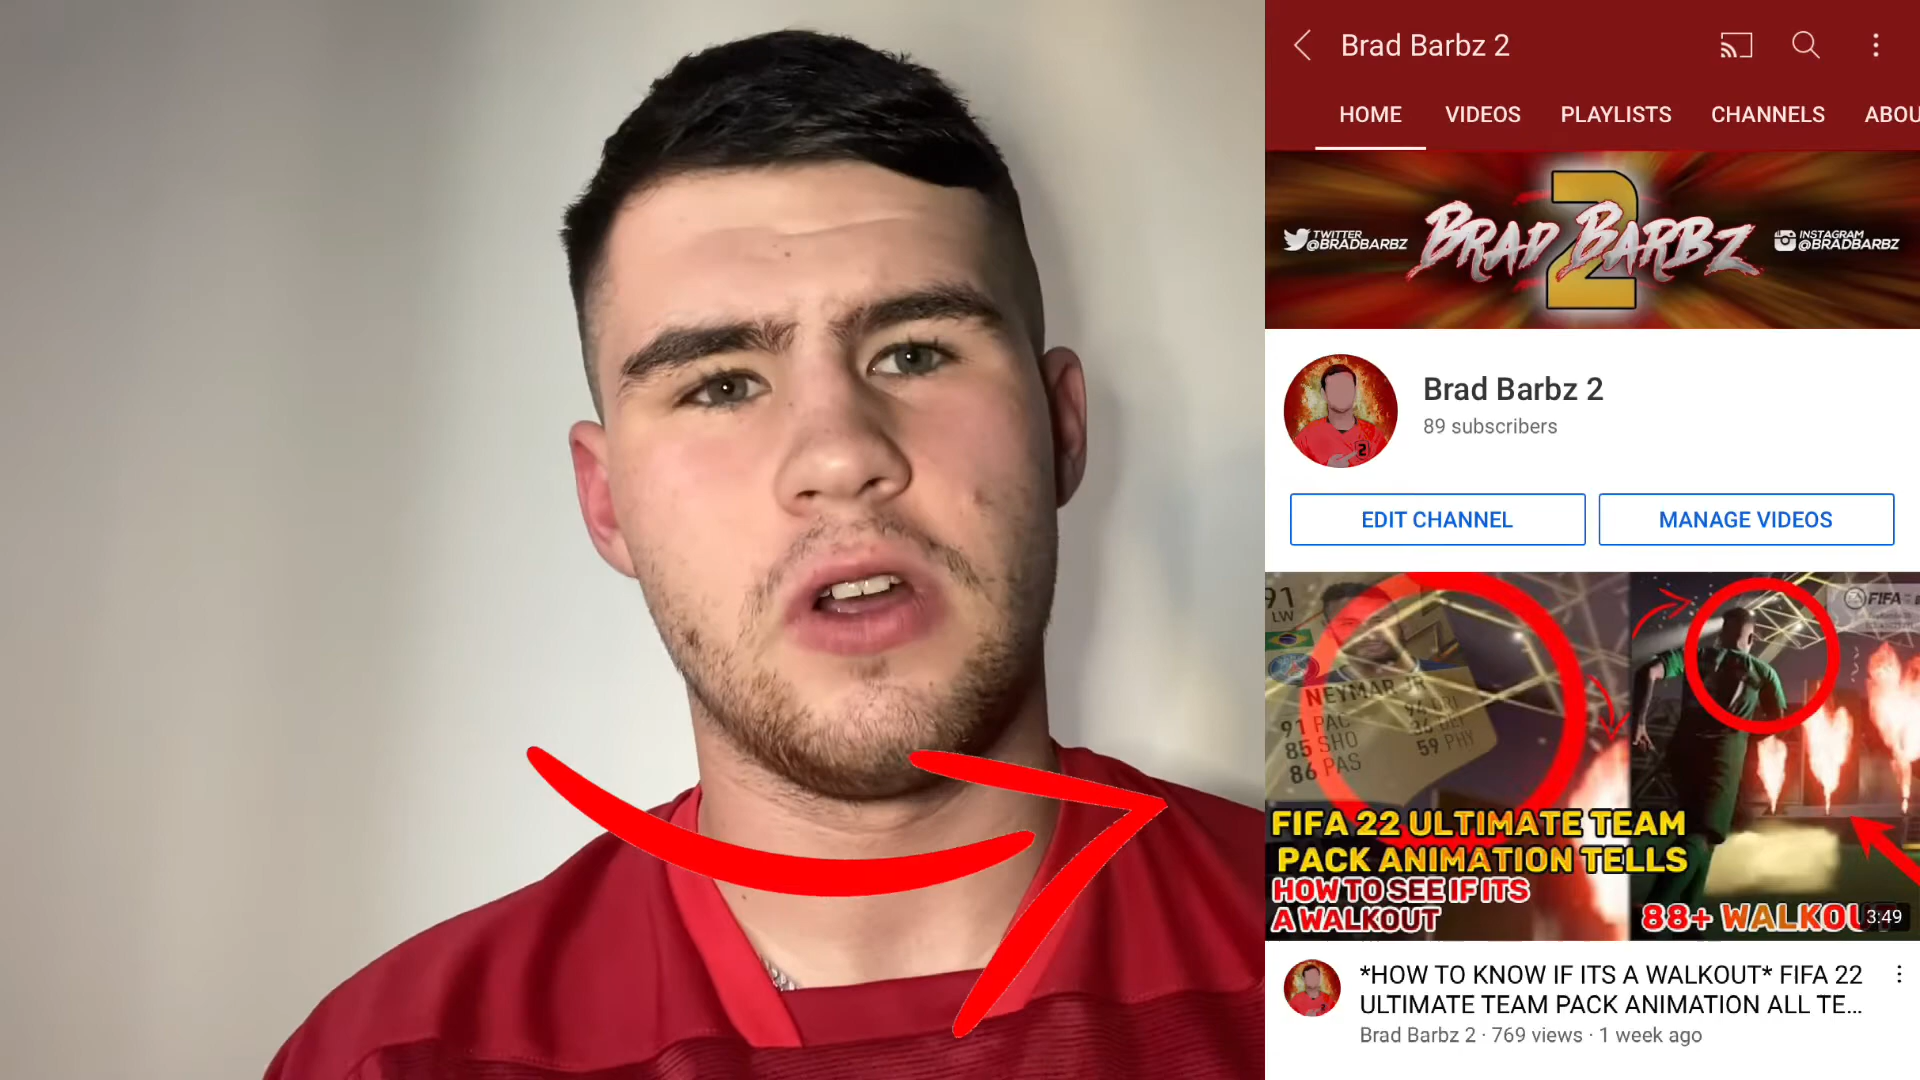 Brad Barbz 2
HOME VIDEOS PLAYLISTS CHANNELS ABOU
TWITTER
@BRADBARBZ
BRAD BARBZ
2
INSTAGRAM
@BRADBARBZ
Brad Barbz 2
89 subscribers
EDIT CHANNEL
MANAGE VIDEOS
91
LW
NEYMAR JR
91 PAC
85 SHO
86 PAS
59 PHY
FIFA
FIFA 22 ULTIMATE TEAM
PACK ANIMATION TELLS
HOW TO SEE IF ITS
A WALKOUT
88+ WALKOUT
3:49
*HOW TO KNOW IF ITS A WALKOUT* FIFA 22
ULTIMATE TEAM PACK ANIMATION ALL TE...
Brad Barbz 2 · 769 views · 1 week ago